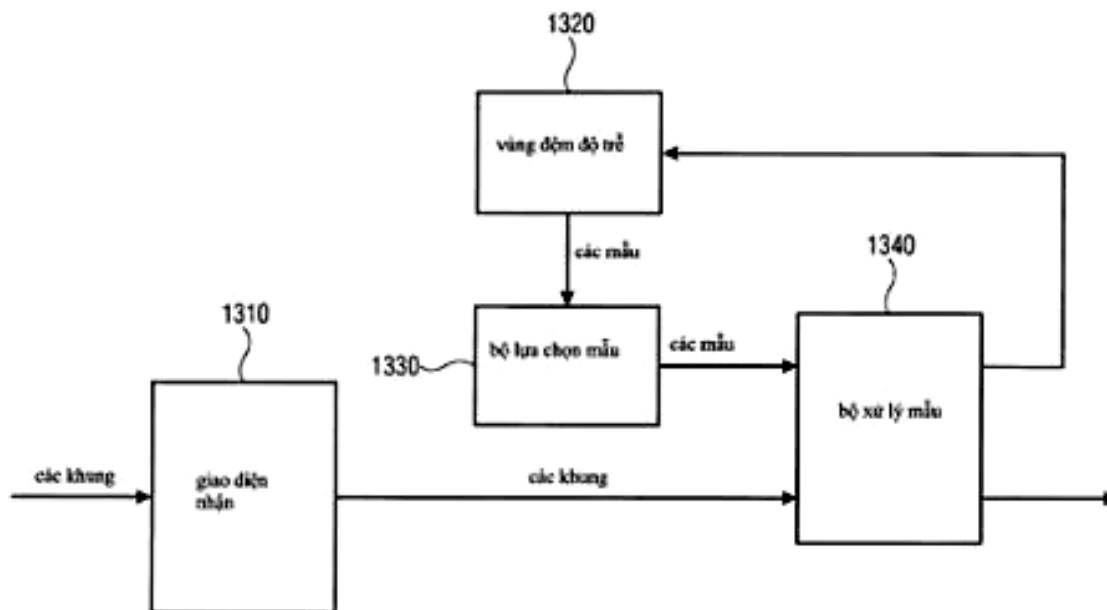 1320
vùng đệm độ trễ
các mẫu
1340
1310
bộ lựa chọn mẫu
1330
các mẫu
bộ xử lý mẫu
các khung
giao diện
nhận
các khung